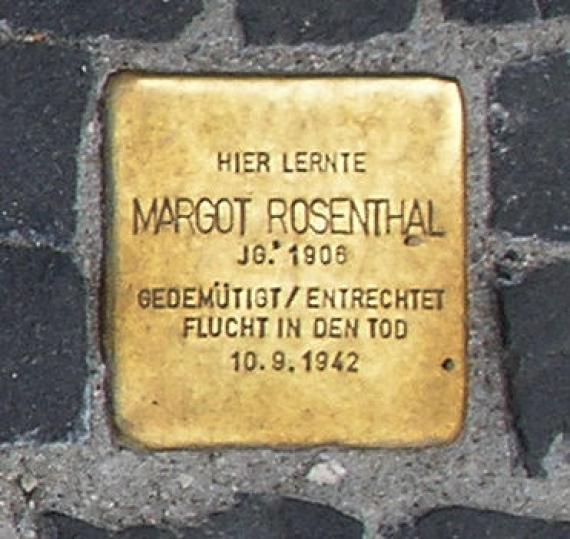 HIER LERNTE
MARGOT ROSENTHAL
JG. 1906
GEDEMÜTIGT / ENTRECHTET
FLUCHT IN DEN TOD
10.9.1942